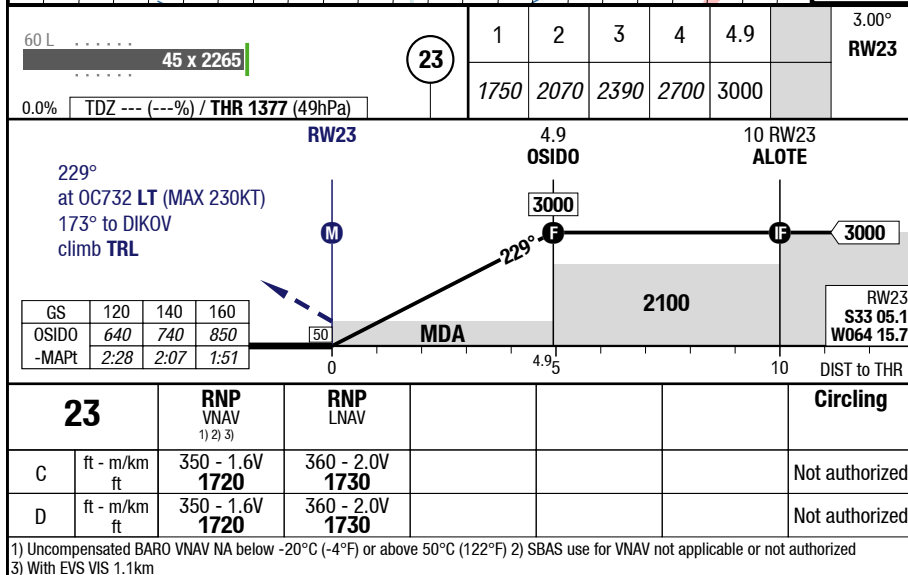 60 L
45 x 2265
0.0% TDZ --- (---%) / THR 1377 (49hPa)
23
1 2 3 4 4.9
1750 2070 2390 2700 3000
3.00°
RW23
RW23
4.9
OSIDO
10 RW23
ALOTE
229°
at OC732 LT (MAX 230KT)
173° to DIKOV
climb TRL
3000
M
F
IF
3000
229°
2100
MDA
50
GS 120 140 160
OSIDO 640 740 850
-MAPt 2:28 2:07 1:51
RW23
S33 05.1
W064 15.7
0 4.9 5 10 DIST to THR
23
RNP
VNAV
1) 2) 3)
RNP
LNAV
Circling
C ft - m/km 350 - 1.6V 360 - 2.0V Not authorized
ft 1720 1730
D ft - m/km 350 - 1.6V 360 - 2.0V Not authorized
ft 1720 1730
1) Uncompensated BARO VNAV NA below -20°C (-4°F) or above 50°C (122°F) 2) SBAS use for VNAV not applicable or not authorized
3) With EVS VIS 1.1km